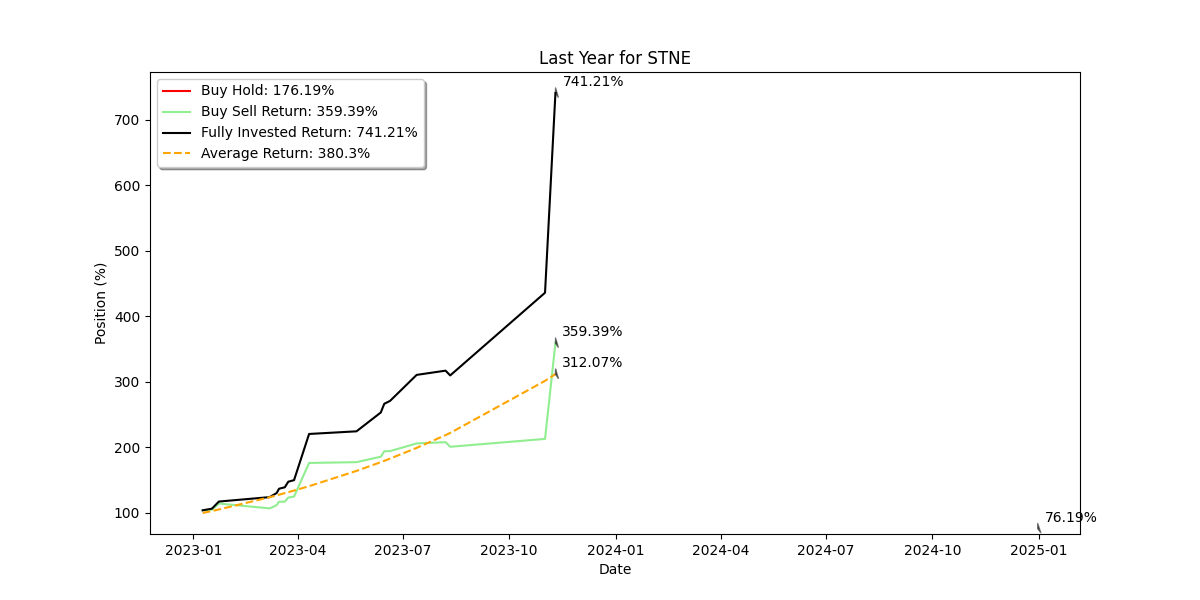 Last Year for STNE
Buy Hold: 176.19%
Buy Sell Return: 359.39%
Fully Invested Return: 741.21%
Average Return: 380.3%
741.21%
359.39%
312.07%
76.19%
Position (%)
700
600
500
400
300
200
100
2023-01 2023-04 2023-07 2023-10 2024-01 2024-04 2024-07 2024-10 2025-01
Date